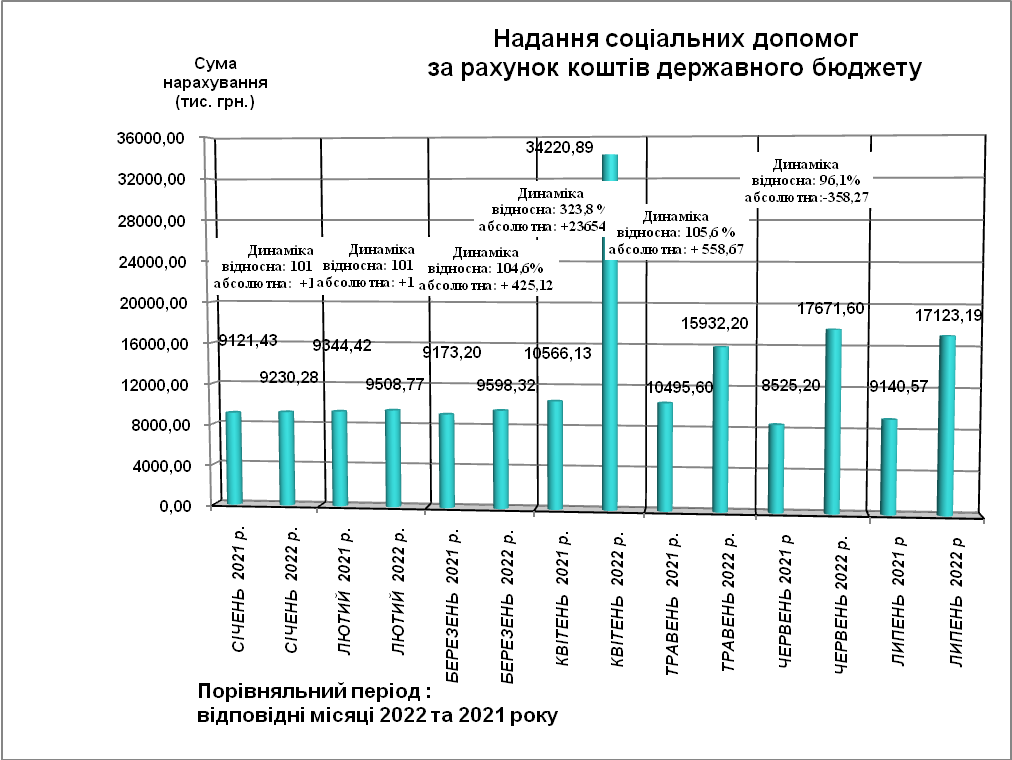 Надання соціальних допомог
за рахунок коштів державного бюджету
Сума
нарахування
(тис. грн.)
36000,00
32000,00
28000,00
24000,00
20000,00
16000,00
12000,00
8000,00
4000,00
0,00
34220,89
Динаміка
відносна: 96,1%
абсолютна:-358,27
Динаміка
відносна: 323,8 %
абсолютна: +23654
Динаміка
відносна: 105,6 %
абсолютна: + 558,67
Динаміка
відносна: 101
абсолютна: +1
Динаміка
відносна: 101
абсолютна: +1
Динаміка
відносна: 104,6%
абсолютна: + 425,12
9121,43
9230,28
9344,42
9508,77
9173,20
9598,32
10566,13
10495,60
15932,20
8525,20
17671,60
9140,57
17123,19
СІЧЕНЬ 2021 р.
СІЧЕНЬ 2022 р.
ЛЮТИЙ 2021 р.
ЛЮТИЙ 2022 р.
БЕРЕЗЕНЬ 2021 р.
БЕРЕЗЕНЬ 2022 р.
КВІТЕНЬ 2021 р.
КВІТЕНЬ 2022 р.
ТРАВЕНЬ 2021 р.
ТРАВЕНЬ 2022 р.
ЧЕРВЕНЬ 2021 р
ЧЕРВЕНЬ 2022 р.
ЛИПЕНЬ 2021 р
ЛИПЕНЬ 2022 р
Порівняльний період :
відповідні місяці 2022 та 2021 року